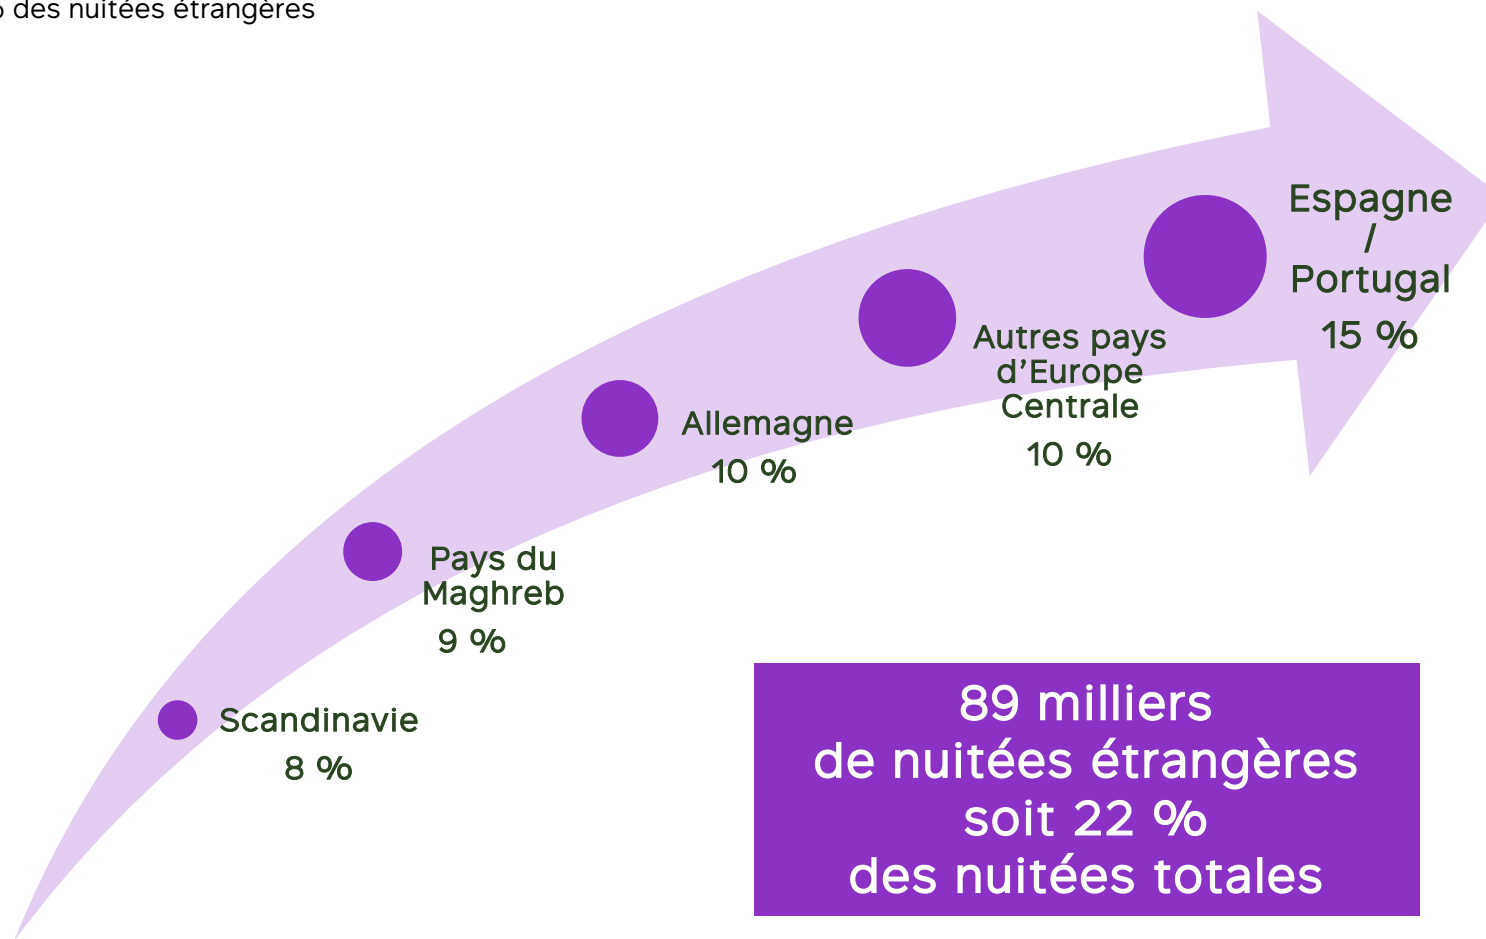 % des nuitées étrangères
Espagne
/
Portugal
15 %
Autres pays
d’Europe
Centrale
10 %
Allemagne
10 %
Pays du
Maghreb
9 %
Scandinavie
8 %
89 milliers
de nuitées étrangères
soit 22 %
des nuitées totales